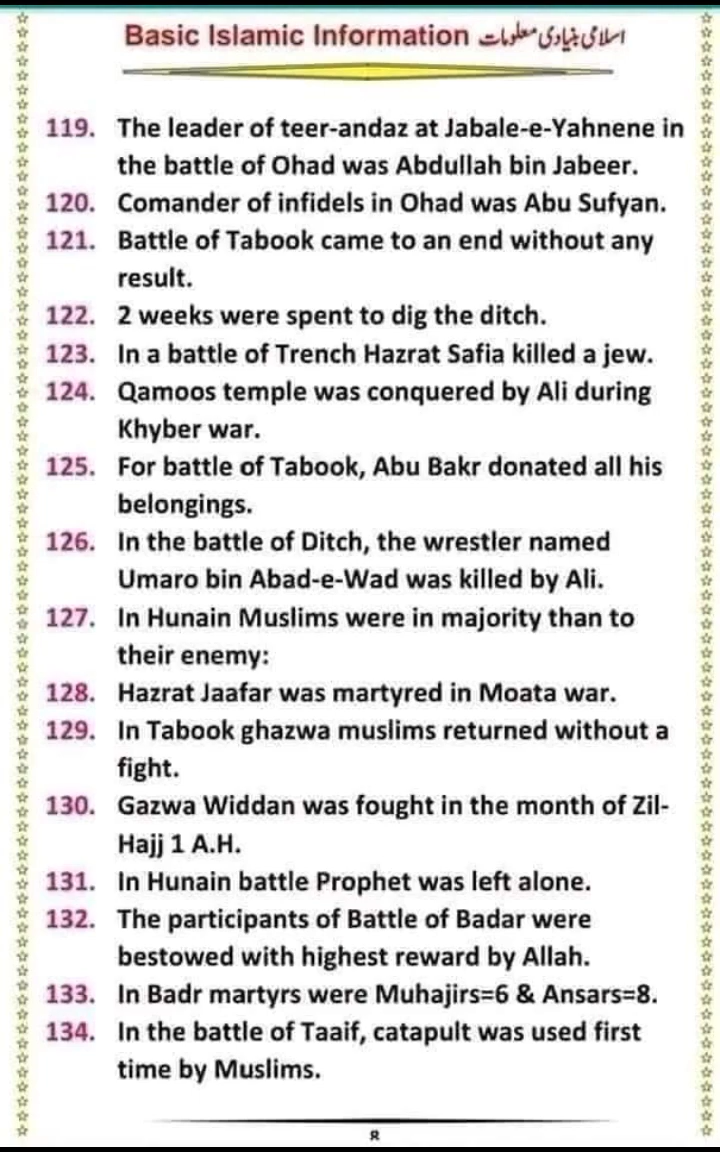 Basic Islamic Information اسلامی بنیادی معلومات
119. The leader of teer-andaz at Jabale-e-Yahnene in
the battle of Ohad was Abdullah bin Jabeer.
120. Comander of infidels in Ohad was Abu Sufyan.
121. Battle of Tabook came to an end without any
result.
122. 2 weeks were spent to dig the ditch.
123. In a battle of Trench Hazrat Safia killed a jew.
124. Qamoos temple was conquered by Ali during
Khyber war.
125. For battle of Tabook, Abu Bakr donated all his
belongings.
126. In the battle of Ditch, the wrestler named
Umaro bin Abad-e-Wad was killed by Ali.
127. In Hunain Muslims were in majority than to
their enemy:
128. Hazrat Jaafar was martyred in Moata war.
129. In Tabook ghazwa muslims returned without a
fight.
130. Gazwa Widdan was fought in the month of Zil-
Hajj 1 A.H.
131. In Hunain battle Prophet was left alone.
132. The participants of Battle of Badar were
bestowed with highest reward by Allah.
133. In Badr martyrs were Muhajirs=6 & Ansars=8.
134. In the battle of Taaif, catapult was used first
time by Muslims.
8